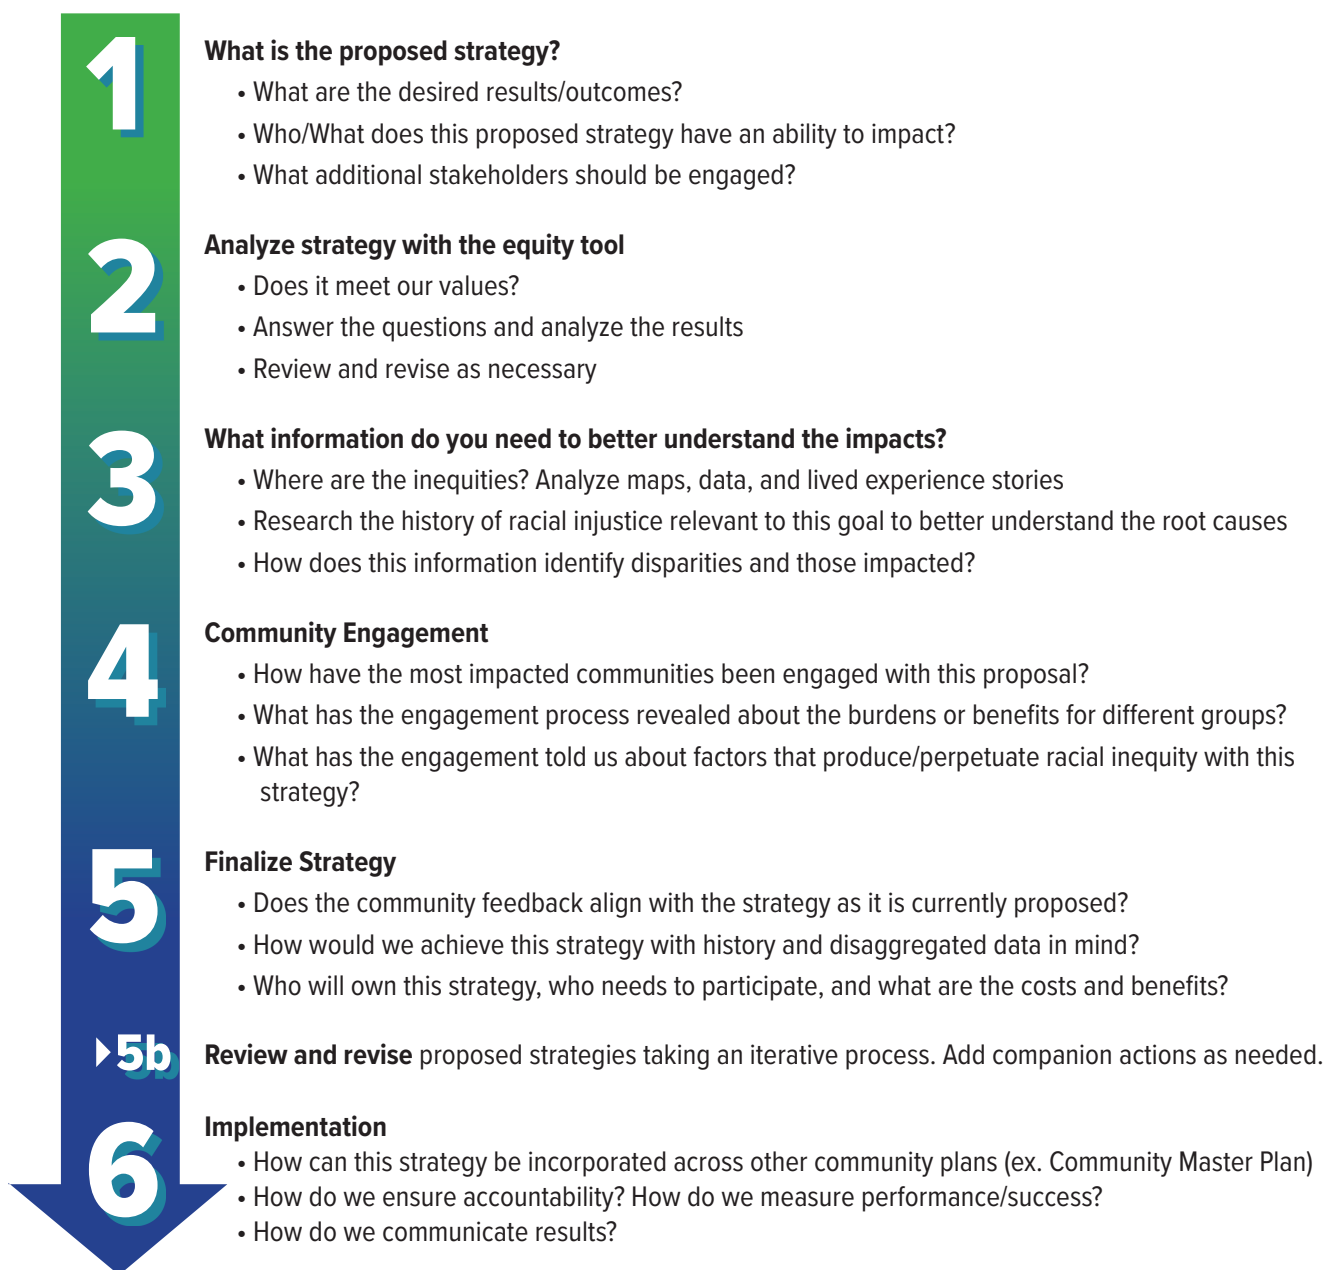 1
What is the proposed strategy?
• What are the desired results/outcomes?
• Who/What does this proposed strategy have an ability to impact?
• What additional stakeholders should be engaged?
2
Analyze strategy with the equity tool
• Does it meet our values?
• Answer the questions and analyze the results
• Review and revise as necessary
3
What information do you need to better understand the impacts?
• Where are the inequities? Analyze maps, data, and lived experience stories
• Research the history of racial injustice relevant to this goal to better understand the root causes
• How does this information identify disparities and those impacted?
4
Community Engagement
• How have the most impacted communities been engaged with this proposal?
• What has the engagement process revealed about the burdens or benefits for different groups?
• What has the engagement told us about factors that produce/perpetuate racial inequity with this
strategy?
5
Finalize Strategy
• Does the community feedback align with the strategy as it is currently proposed?
• How would we achieve this strategy with history and disaggregated data in mind?
• Who will own this strategy, who needs to participate, and what are the costs and benefits?
5b
Review and revise proposed strategies taking an iterative process. Add companion actions as needed.
6
Implementation
• How can this strategy be incorporated across other community plans (ex. Community Master Plan)
• How do we ensure accountability? How do we measure performance/success?
• How do we communicate results?